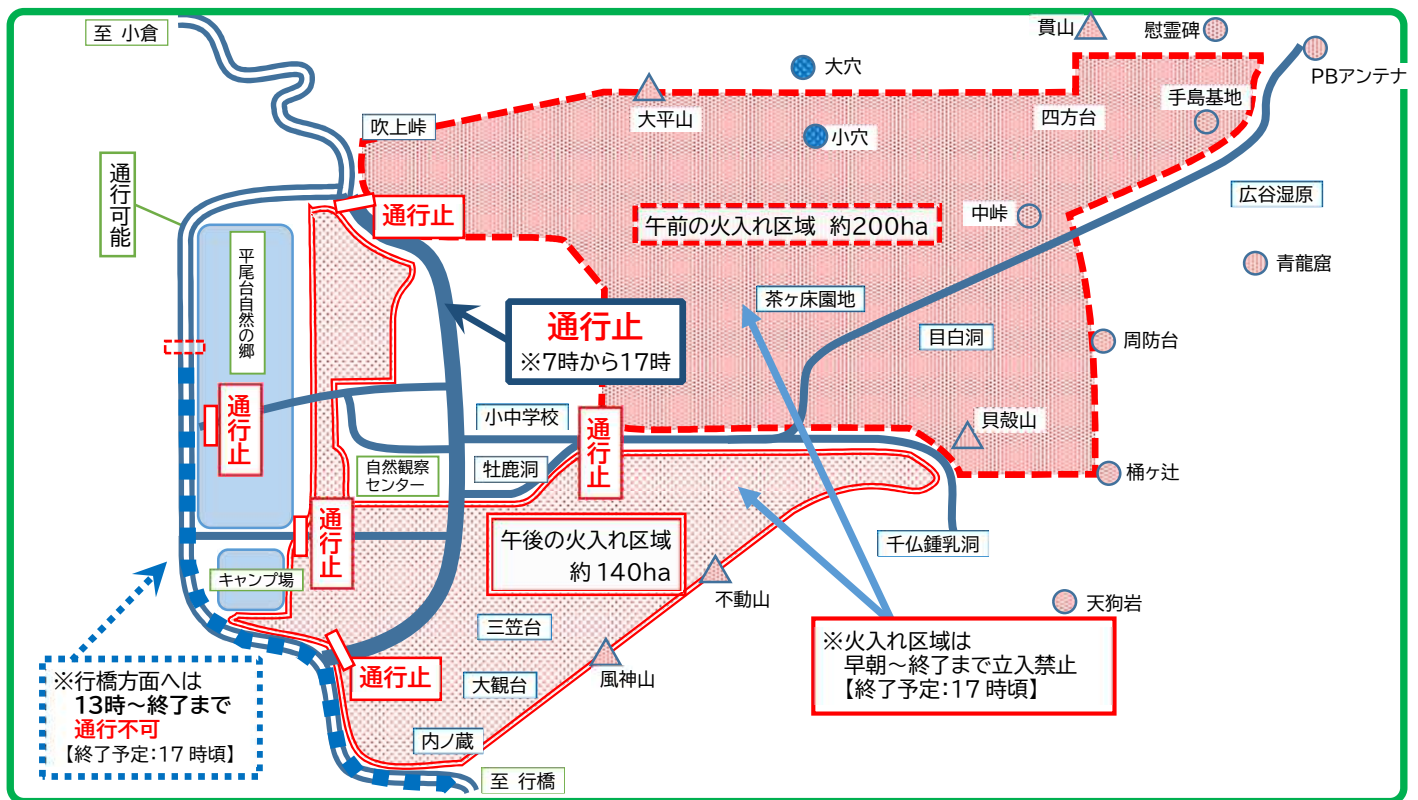 至 小倉
貫山
慰霊碑
PBアンテナ
大穴
手島基地
大平山
四方台
吹上峠
小穴
通行可能
広谷湿原
通行止
午前の火入れ区域 約200ha
中峠
平尾台自然の郷
青龍窟
茶ヶ床園地
通行止
※7時から17時
目白洞
周防台
通行止
小中学校
通行止
貝殻山
自然観察
センター
牡鹿洞
桶ヶ辻
通行止
午後の火入れ区域
約140ha
千仏鍾乳洞
キャンプ場
不動山
天狗岩
三笠台
※火入れ区域は
早朝～終了まで立入禁止
【終了予定：17時頃】
通行止
風神山
大観台
※行橋方面へは
13時～終了まで
通行不可
【終了予定：17時頃】
内ノ蔵
至 行橋